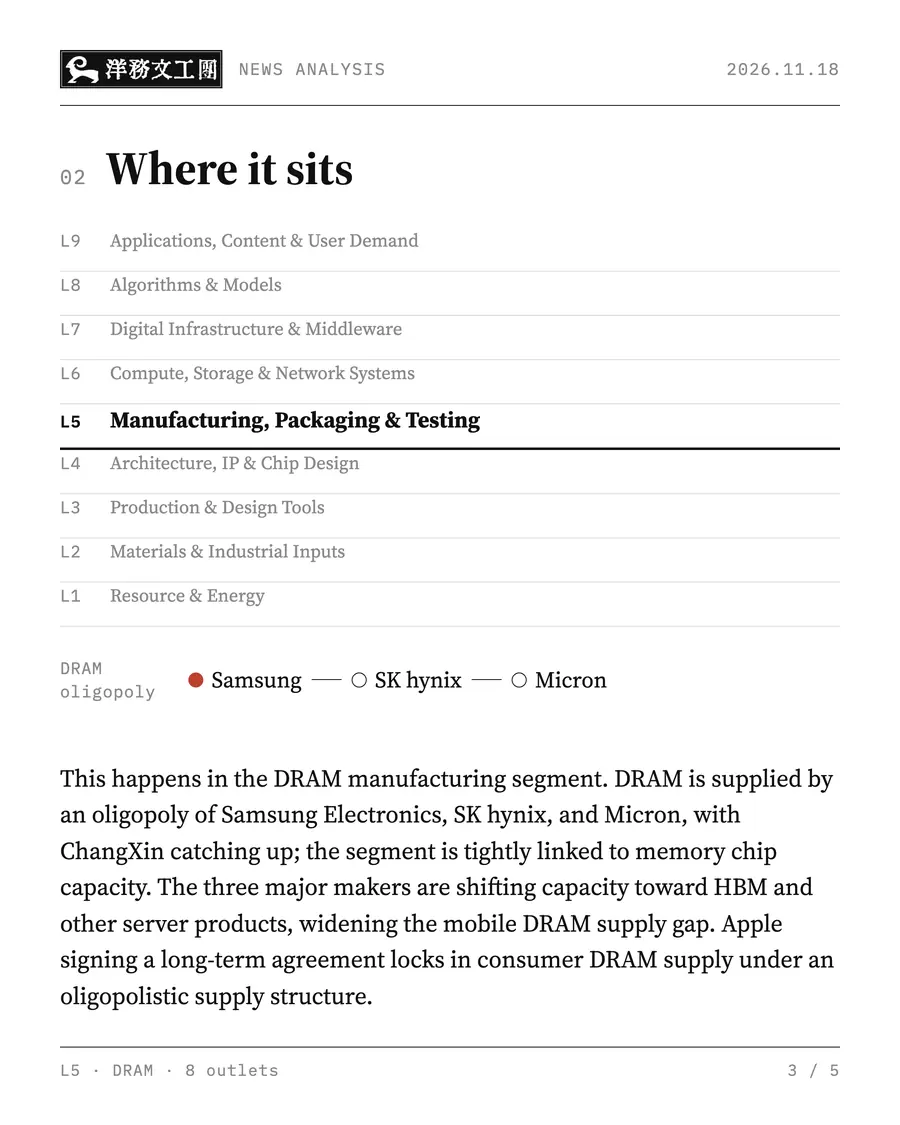 洋務文工團 NEWS ANALYSIS 2026.11.18
02 Where it sits
L9 Applications, Content & User Demand
L8 Algorithms & Models
L7 Digital Infrastructure & Middleware
L6 Compute, Storage & Network Systems
L5 Manufacturing, Packaging & Testing
L4 Architecture, IP & Chip Design
L3 Production & Design Tools
L2 Materials & Industrial Inputs
L1 Resource & Energy
DRAM
oligopoly
Samsung — SK hynix — Micron
This happens in the DRAM manufacturing segment. DRAM is supplied by
an oligopoly of Samsung Electronics, SK hynix, and Micron, with
ChangXin catching up; the segment is tightly linked to memory chip
capacity. The three major makers are shifting capacity toward HBM and
other server products, widening the mobile DRAM supply gap. Apple
signing a long-term agreement locks in consumer DRAM supply under an
oligopolistic supply structure.
L5 · DRAM · 8 outlets 3 / 5